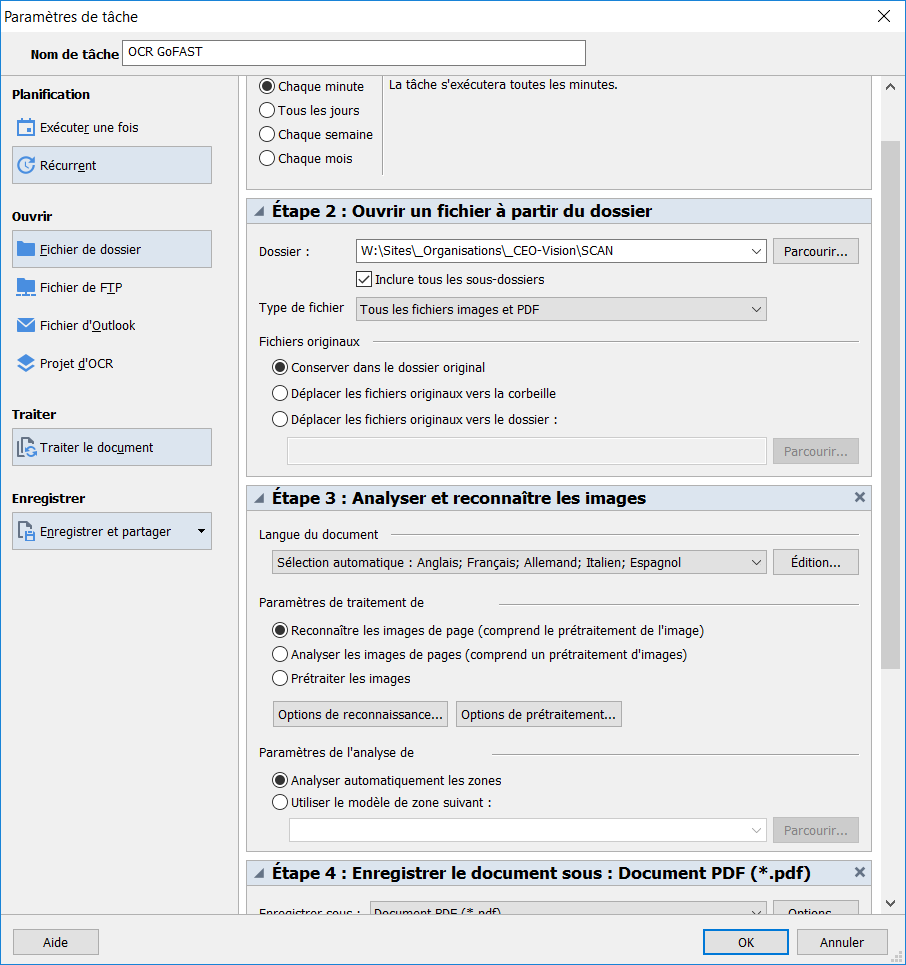 Paramètres de tâche
Nom de tâche OCR GoFAST
Planification
Exécuter une fois
Récurrent
Ouvrir
Fichier de dossier
Fichier de FTP
Fichier d'Outlook
Projet d'OCR
Traiter
Traiter le document
Enregistrer
Enregistrer et partager
Chaque minute
Tous les jours
Chaque semaine
Chaque mois
La tâche s'exécutera toutes les minutes.
Étape 2 : Ouvrir un fichier à partir du dossier
Dossier : W:\Sites\_Organisations\_CEO-Vision\SCAN Parcourir...
Inclure tous les sous-dossiers
Type de fichier Tous les fichiers images et PDF
Fichiers originaux
Conserver dans le dossier original
Déplacer les fichiers originaux vers la corbeille
Déplacer les fichiers originaux vers le dossier :
Parcourir...
Étape 3 : Analyser et reconnaître les images
Langue du document
Sélection automatique : Anglais; Français; Allemand; Italien; Espagnol Édition...
Paramètres de traitement de
Reconnaître les images de page (comprend le prétraitement de l'image)
Analyser les images de pages (comprend un prétraitement d'images)
Prétraiter les images
Options de reconnaissance... Options de prétraitement...
Paramètres de l'analyse de
Analyser automatiquement les zones
Utiliser le modèle de zone suivant :
Parcourir...
Étape 4 : Enregistrer le document sous : Document PDF (*.pdf)
Enregistrer sous : Document PDF (*.pdf) Options...
Aide OK Annuler